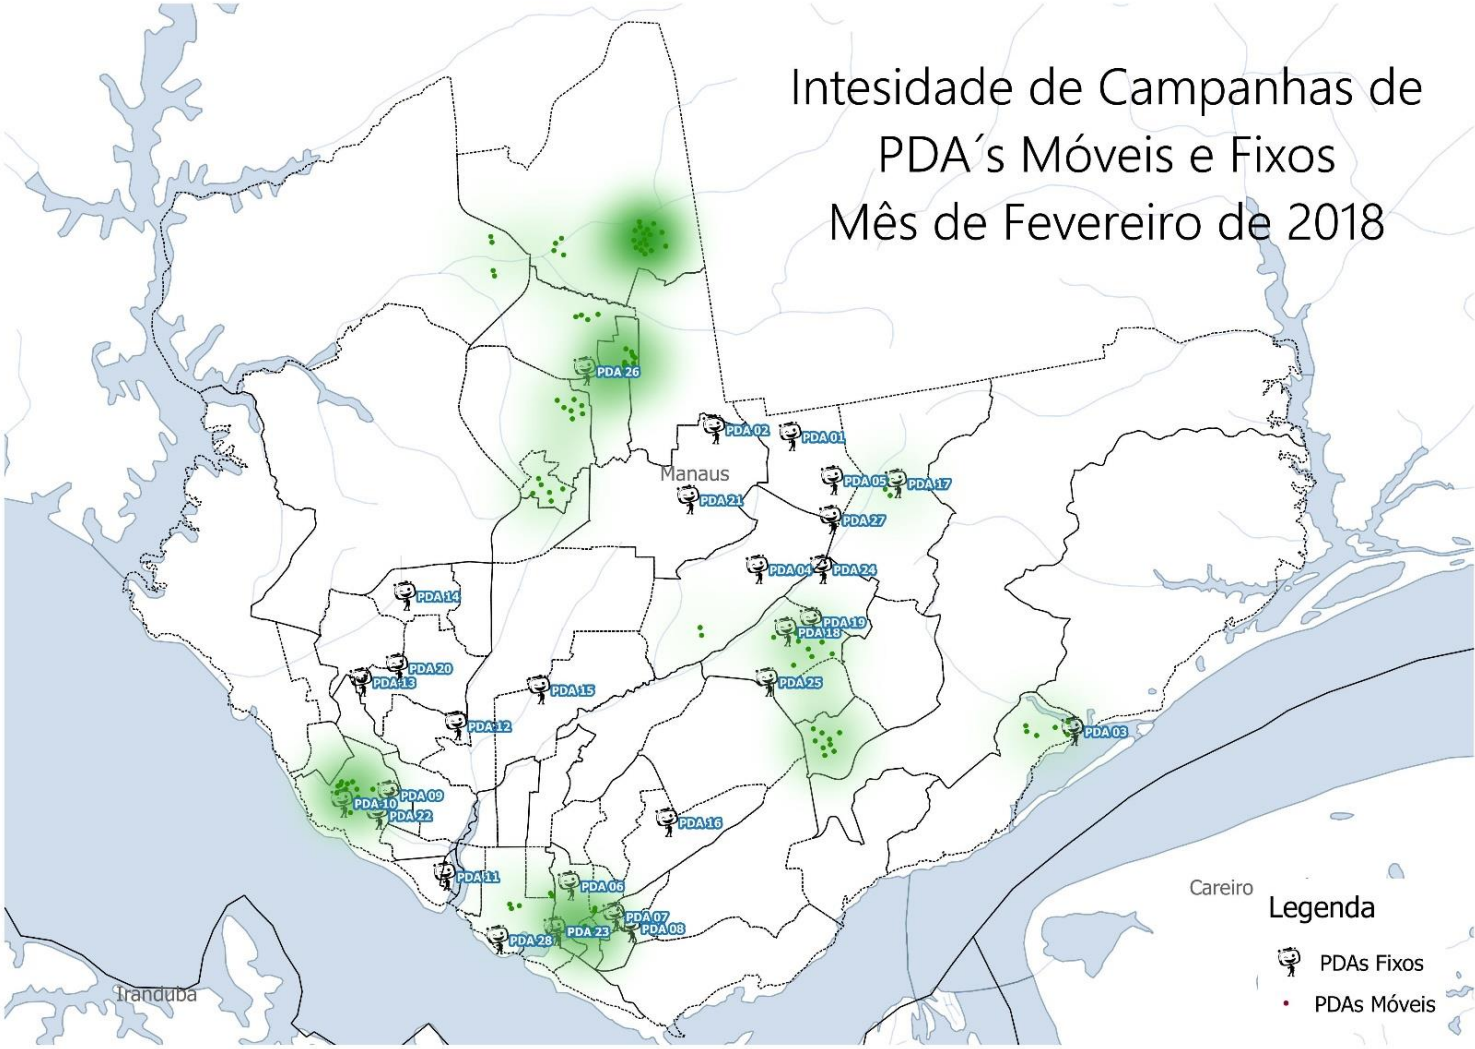 Intesidade de Campanhas de
PDA´s Móveis e Fixos
Mês de Fevereiro de 2018
PDA 26
PDA 02
PDA 01
Manaus
PDA 05
PDA 17
PDA 21
PDA 27
PDA 04
PDA 24
PDA 14
PDA 19
PDA 18
PDA 20
PDA 13
PDA 25
PDA 15
PDA 12
PDA 03
PDA 09
PDA 10
PDA 22
PDA 16
PDA 11
PDA 06
Careiro
PDA 07
PDA 08
PDA 23
PDA 28
Iranduba
Legenda
PDAs Fixos
PDAs Móveis